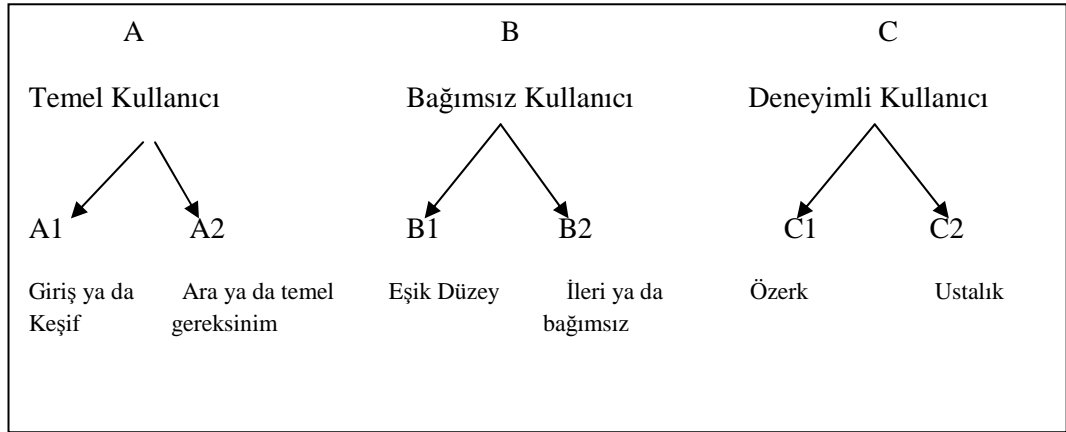 A B C
Temel Kullanıcı Bağımsız Kullanıcı Deneyimli Kullanıcı
A1 A2 B1 B2 C1 C2
Giriş ya da Ara ya da temel Eşik Düzey İleri ya da Özerk Ustalık
Keşif gereksinim bağımsız